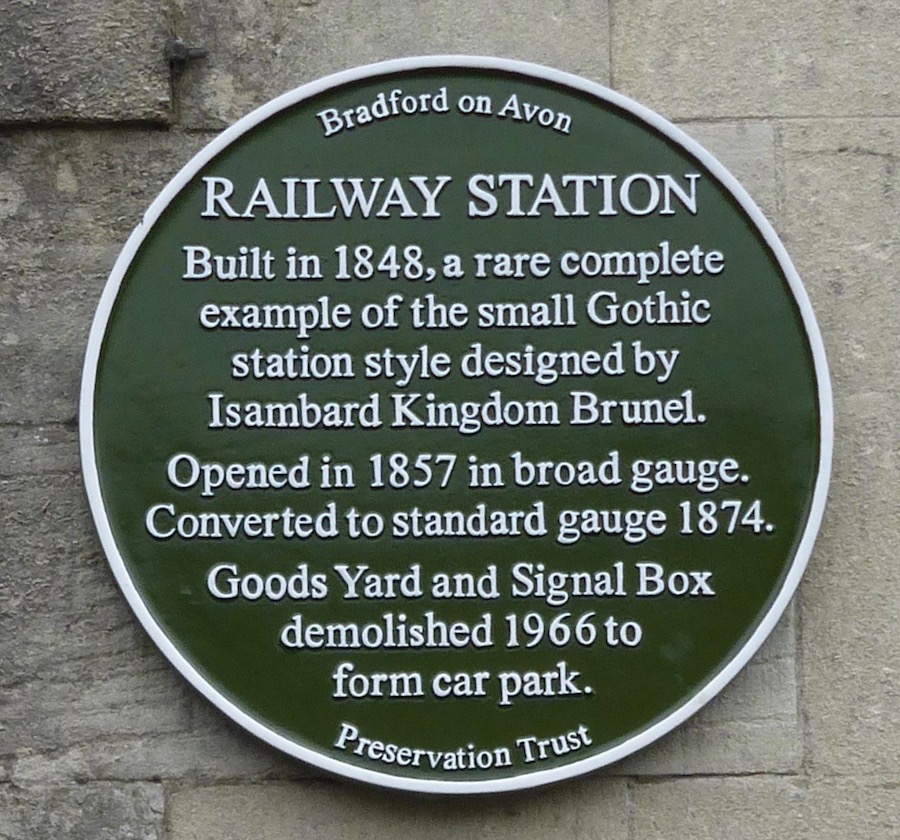 Bradford on Avon
RAILWAY STATION
Built in 1848, a rare complete
example of the small Gothic
station style designed by
Isambard Kingdom Brunel.
Opened in 1857 in broad gauge.
Converted to standard gauge 1874.
Goods Yard and Signal Box
demolished 1966 to
form car park.
Preservation Trust